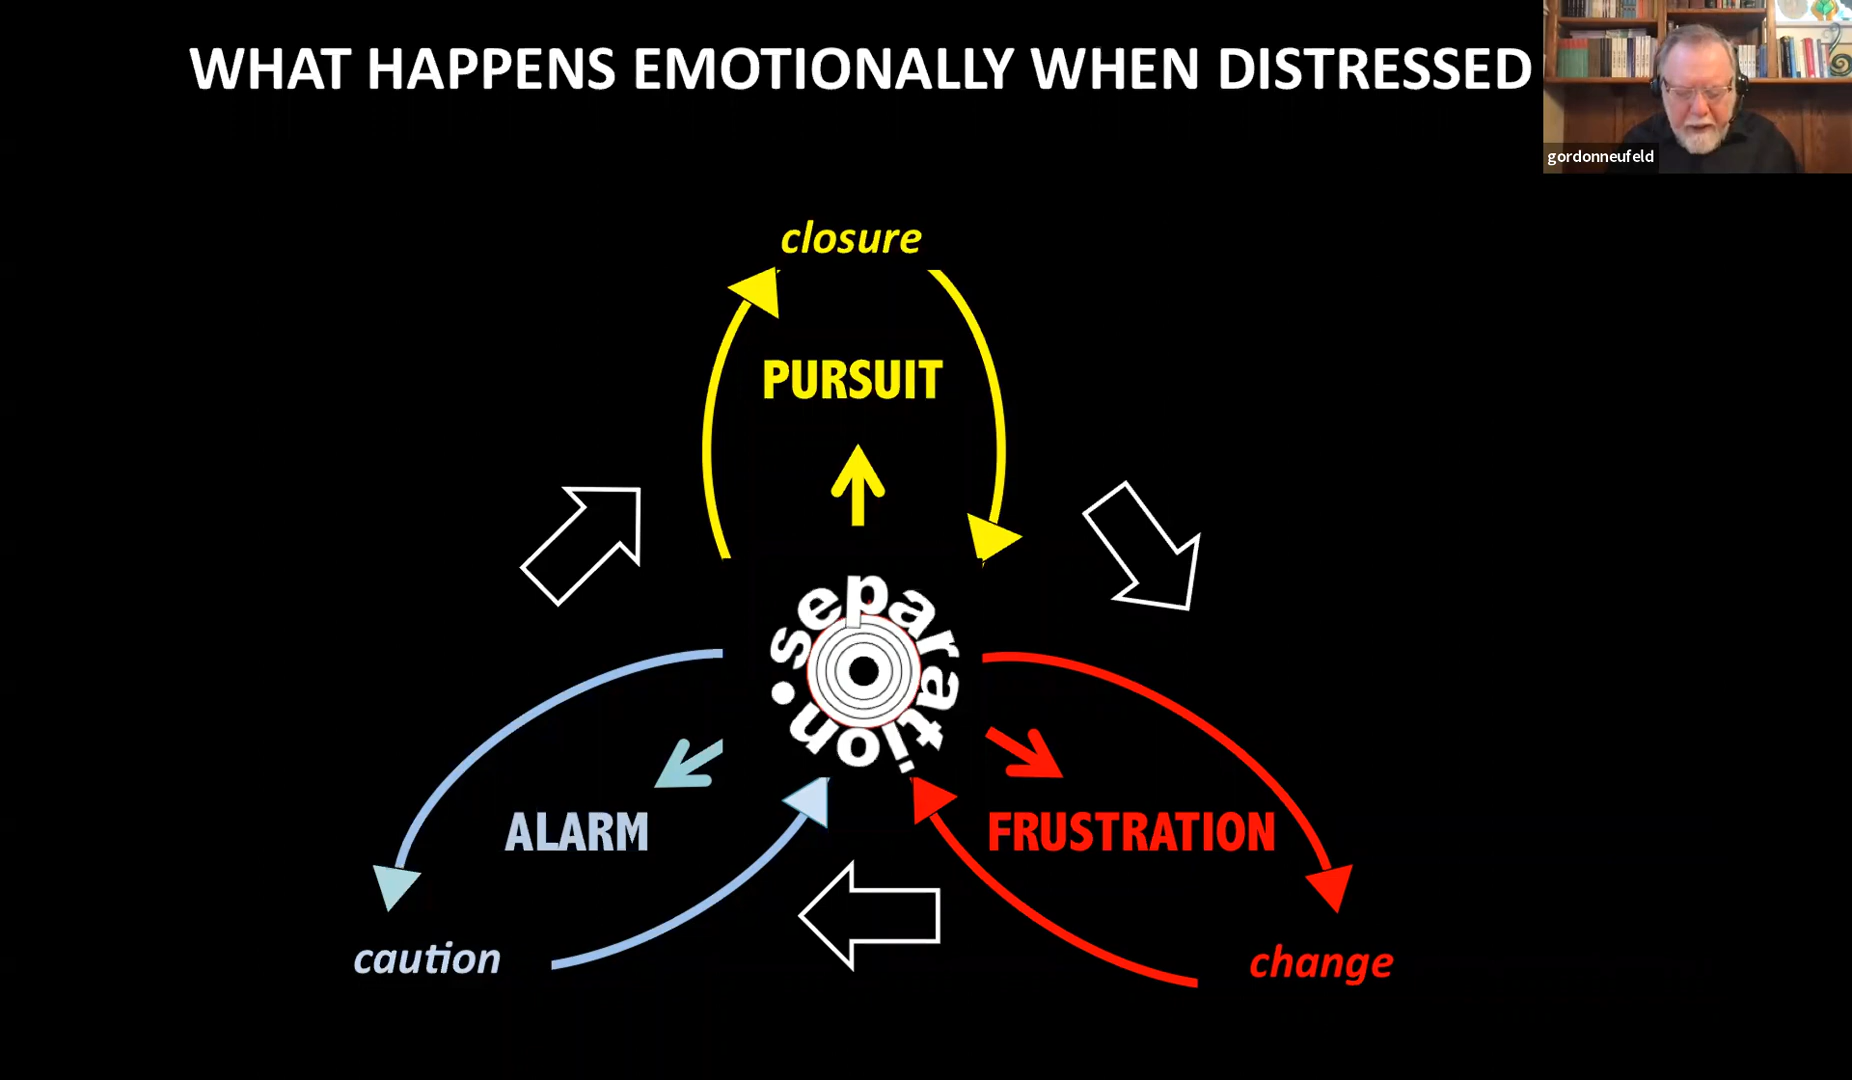 WHAT HAPPENS EMOTIONALLY WHEN DISTRESSED
gordonneufeld
closure
PURSUIT
separation
ALARM
FRUSTRATION
caution
change